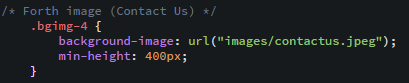 /* Forth image (Contact Us) */
.bgimg-4 {
background-image: url("images/contactus.jpeg");
min-height: 400px;
}